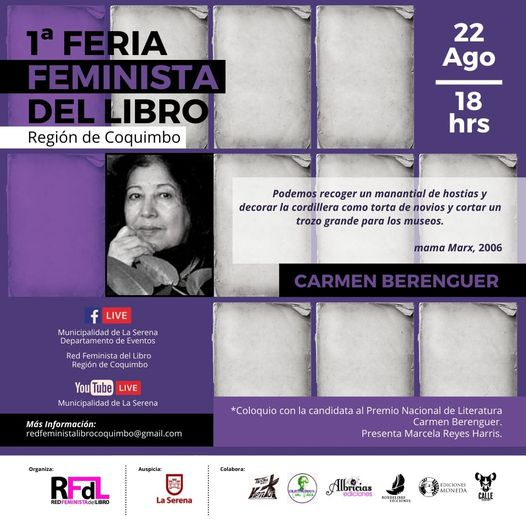 1ª FERIA
FEMINISTA
DEL LIBRO
Región de Coquimbo
22
Ago
18
hrs
Podemos recoger un manantial de hostias y
decorar la cordillera como torta de novios y cortar un
trozo grande para los museos.
mama Marx, 2006
CARMEN BERENGUER
f LIVE
Municipalidad de La Serena
Departamento de Eventos
Red Feminista del Libro
Región de Coquimbo
YouTube LIVE
Municipalidad de La Serena
Más Información:
redfeministalibrocoquimbo@gmail.com
*Coloquio con la candidata al Premio Nacional de Literatura
Carmen Berenguer.
Presenta Marcela Reyes Harris.
Organiza:
RFdL
REDFEMINISTAdelLIBRO
Auspicia:
La Serena
Colabora:
Albricias
ediciones
BORDELIBRE
EDICIONES
EDICIONES
MONEDA
CALLE